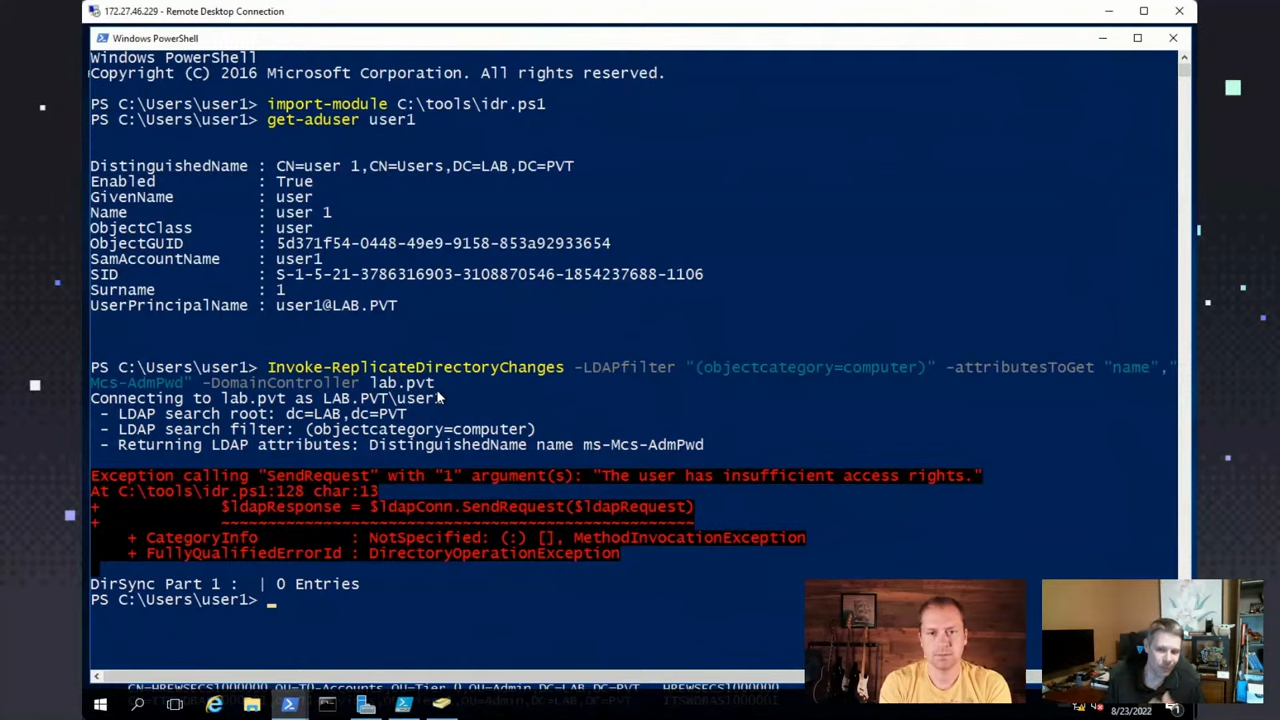 172.27.46.229 - Remote Desktop Connection
Windows PowerShell
Windows PowerShell
Copyright (C) 2016 Microsoft Corporation. All rights reserved.
PS C:\Users\user1> import-module C:\tools\idr.ps1
PS C:\Users\user1> get-aduser user1
DistinguishedName : CN=user 1,CN=Users,DC=LAB,DC=PVT
Enabled : True
GivenName : user
Name : user 1
ObjectClass : user
ObjectGUID : 5d371f54-0448-49e9-9158-853a92933654
SamAccountName : user1
SID : S-1-5-21-3786316903-3108870546-1854237688-1106
Surname : 1
UserPrincipalName : user1@LAB.PVT
PS C:\Users\user1> Invoke-ReplicateDirectoryChanges -LDAPfilter "(objectcategory=computer)" -attributesToGet "name","
Mcs-AdmPwd" -DomainController lab.pvt
Connecting to lab.pvt as LAB.PVT\user1
- LDAP search root: dc=LAB,dc=PVT
- LDAP search filter: (objectcategory=computer)
- Returning LDAP attributes: DistinguishedName name ms-Mcs-AdmPwd
Exception calling "SendRequest" with "1" argument(s): "The user has insufficient access rights."
At C:\tools\idr.ps1:128 char:13
+ $ldapResponse = $ldapConn.SendRequest($ldapRequest)
+ ~~~~~~~~~~~~~~~~~~~~~~~~~~~~~~~~~~~~~~~~~~~~~~~~~~~
+ CategoryInfo : NotSpecified: (:) [], MethodInvocationException
+ FullyQualifiedErrorId : DirectoryOperationException
DirSync Part 1 : | 0 Entries
PS C:\Users\user1>
8/23/2022